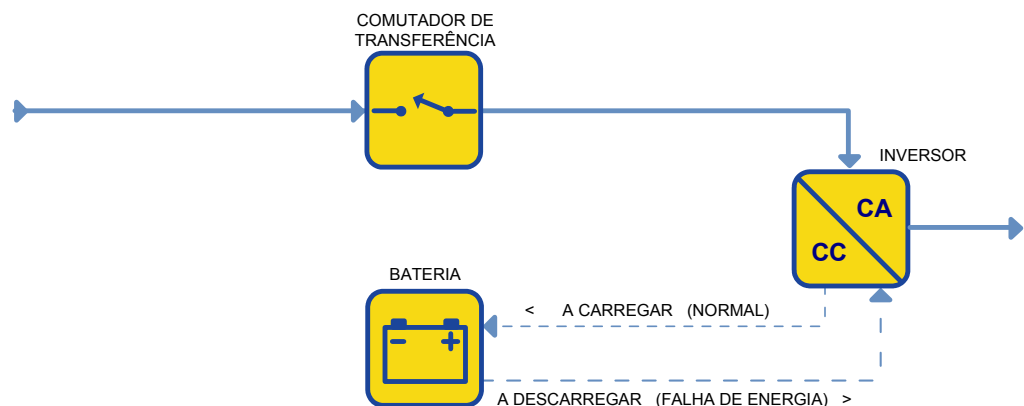 COMUTADOR DE
TRANSFERÊNCIA
INVERSOR
CA
CC
BATERIA
< A CARREGAR (NORMAL)
A DESCARREGAR (FALHA DE ENERGIA) >